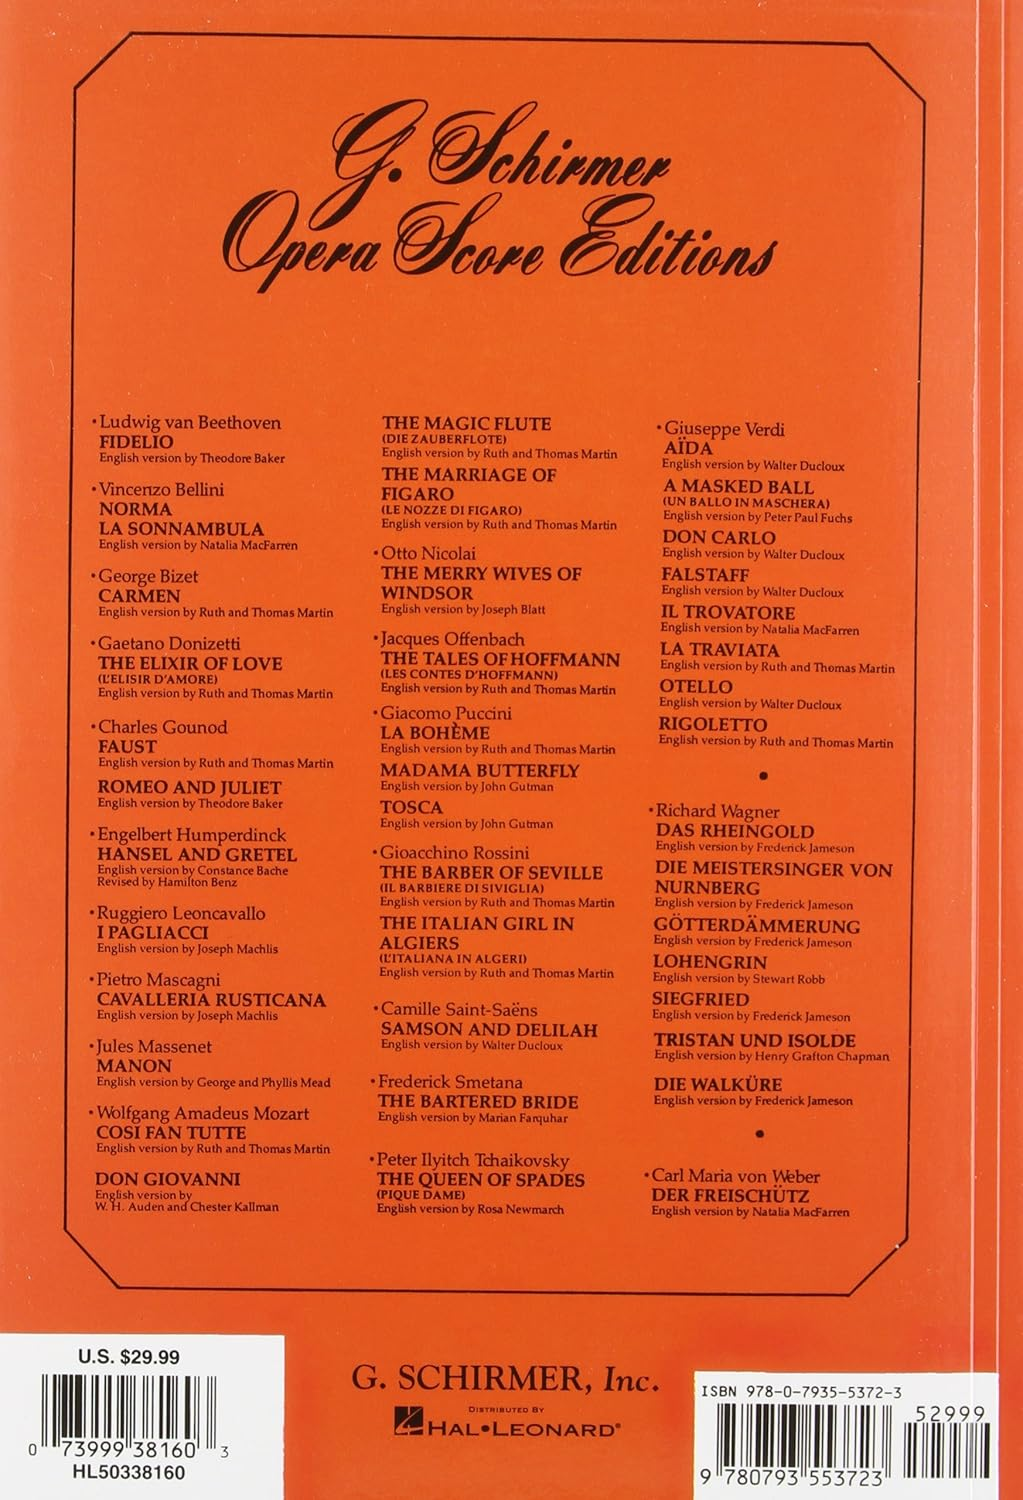 G. Schirmer
Opera Score Editions
•Ludwig van Beethoven
FIDELIO
English version by Theodore Baker
•Vincenzo Bellini
NORMA
LA SONNAMBULA
English version by Natalia MacFarren
•George Bizet
CARMEN
English version by Ruth and Thomas Martin
•Gaetano Donizetti
THE ELIXIR OF LOVE
(L'ELISIR D'AMORE)
English version by Ruth and Thomas Martin
•Charles Gounod
FAUST
English version by Ruth and Thomas Martin
ROMEO AND JULIET
English version by Theodore Baker
•Engelbert Humperdinck
HANSEL AND GRETEL
English version by Constance Bache
Revised by Hamilton Benz
•Ruggiero Leoncavallo
I PAGLIACCI
English version by Joseph Machlis
•Pietro Mascagni
CAVALLERIA RUSTICANA
English version by Joseph Machlis
•Jules Massenet
MANON
English version by George and Phyllis Mead
•Wolfgang Amadeus Mozart
COSI FAN TUTTE
English version by Ruth and Thomas Martin
DON GIOVANNI
English version by
W. H. Auden and Chester Kallman
THE MAGIC FLUTE
(DIE ZAUBERFLOTE)
English version by Ruth and Thomas Martin
THE MARRIAGE OF
FIGARO
(LE NOZZE DI FIGARO)
English version by Ruth and Thomas Martin
•Otto Nicolai
THE MERRY WIVES OF
WINDSOR
English version by Joseph Blatt
•Jacques Offenbach
THE TALES OF HOFFMANN
(LES CONTES D'HOFFMANN)
English version by Ruth and Thomas Martin
•Giacomo Puccini
LA BOHÈME
English version by Ruth and Thomas Martin
MADAMA BUTTERFLY
English version by John Gutman
TOSCA
English version by John Gutman
•Gioacchino Rossini
THE BARBER OF SEVILLE
(IL BARBIERE DI SIVIGLIA)
English version by Ruth and Thomas Martin
THE ITALIAN GIRL IN
ALGIERS
(L'ITALIANA IN ALGERI)
English version by Ruth and Thomas Martin
•Camille Saint-Saëns
SAMSON AND DELILAH
English version by Walter Ducloux
•Frederick Smetana
THE BARTERED BRIDE
English version by Marian Farquhar
•Peter Ilyitch Tchaikovsky
THE QUEEN OF SPADES
(PIQUE DAME)
English version by Rosa Newmarch
•Giuseppe Verdi
AÏDA
English version by Walter Ducloux
A MASKED BALL
(UN BALLO IN MASCHERA)
English version by Peter Paul Fuchs
DON CARLO
English version by Walter Ducloux
FALSTAFF
English version by Walter Ducloux
IL TROVATORE
English version by Natalia MacFarren
LA TRAVIATA
English version by Ruth and Thomas Martin
OTELLO
English version by Walter Ducloux
RIGOLETTO
English version by Ruth and Thomas Martin
•
•Richard Wagner
DAS RHEINGOLD
English version by Frederick Jameson
DIE MEISTERSINGER VON
NURNBERG
English version by Frederick Jameson
GÖTTERDÄMMERUNG
English version by Frederick Jameson
LOHENGRIN
English version by Stewart Robb
SIEGFRIED
English version by Frederick Jameson
TRISTAN UND ISOLDE
English version by Henry Grafton Chapman
DIE WALKÜRE
English version by Frederick Jameson
•
•Carl Maria von Weber
DER FREISCHÜTZ
English version by Natalia MacFarren
U.S. $29.99
0 73999 38160 3
HL50338160
G. SCHIRMER, Inc.
DISTRIBUTED BY
HAL•LEONARD®
ISBN 978-0-7935-5372-3
52999
9 780793 553723